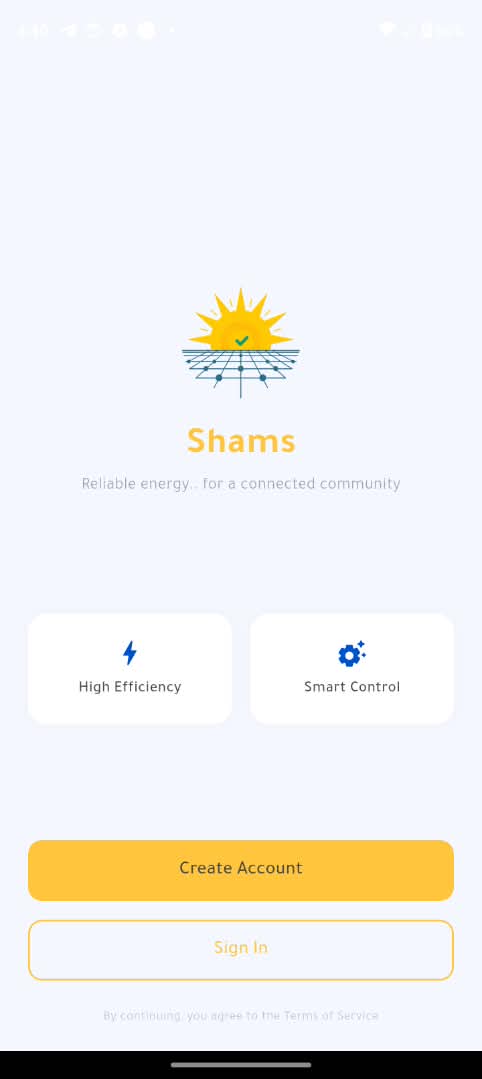 Shams
Reliable energy.. for a connected community
High Efficiency
Smart Control
Create Account
Sign In
By continuing, you agree to the Terms of Service